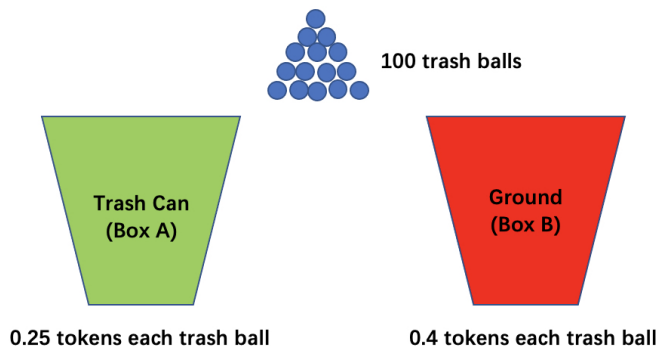 100 trash balls
Trash Can
(Box A)
Ground
(Box B)
0.25 tokens each trash ball
0.4 tokens each trash ball